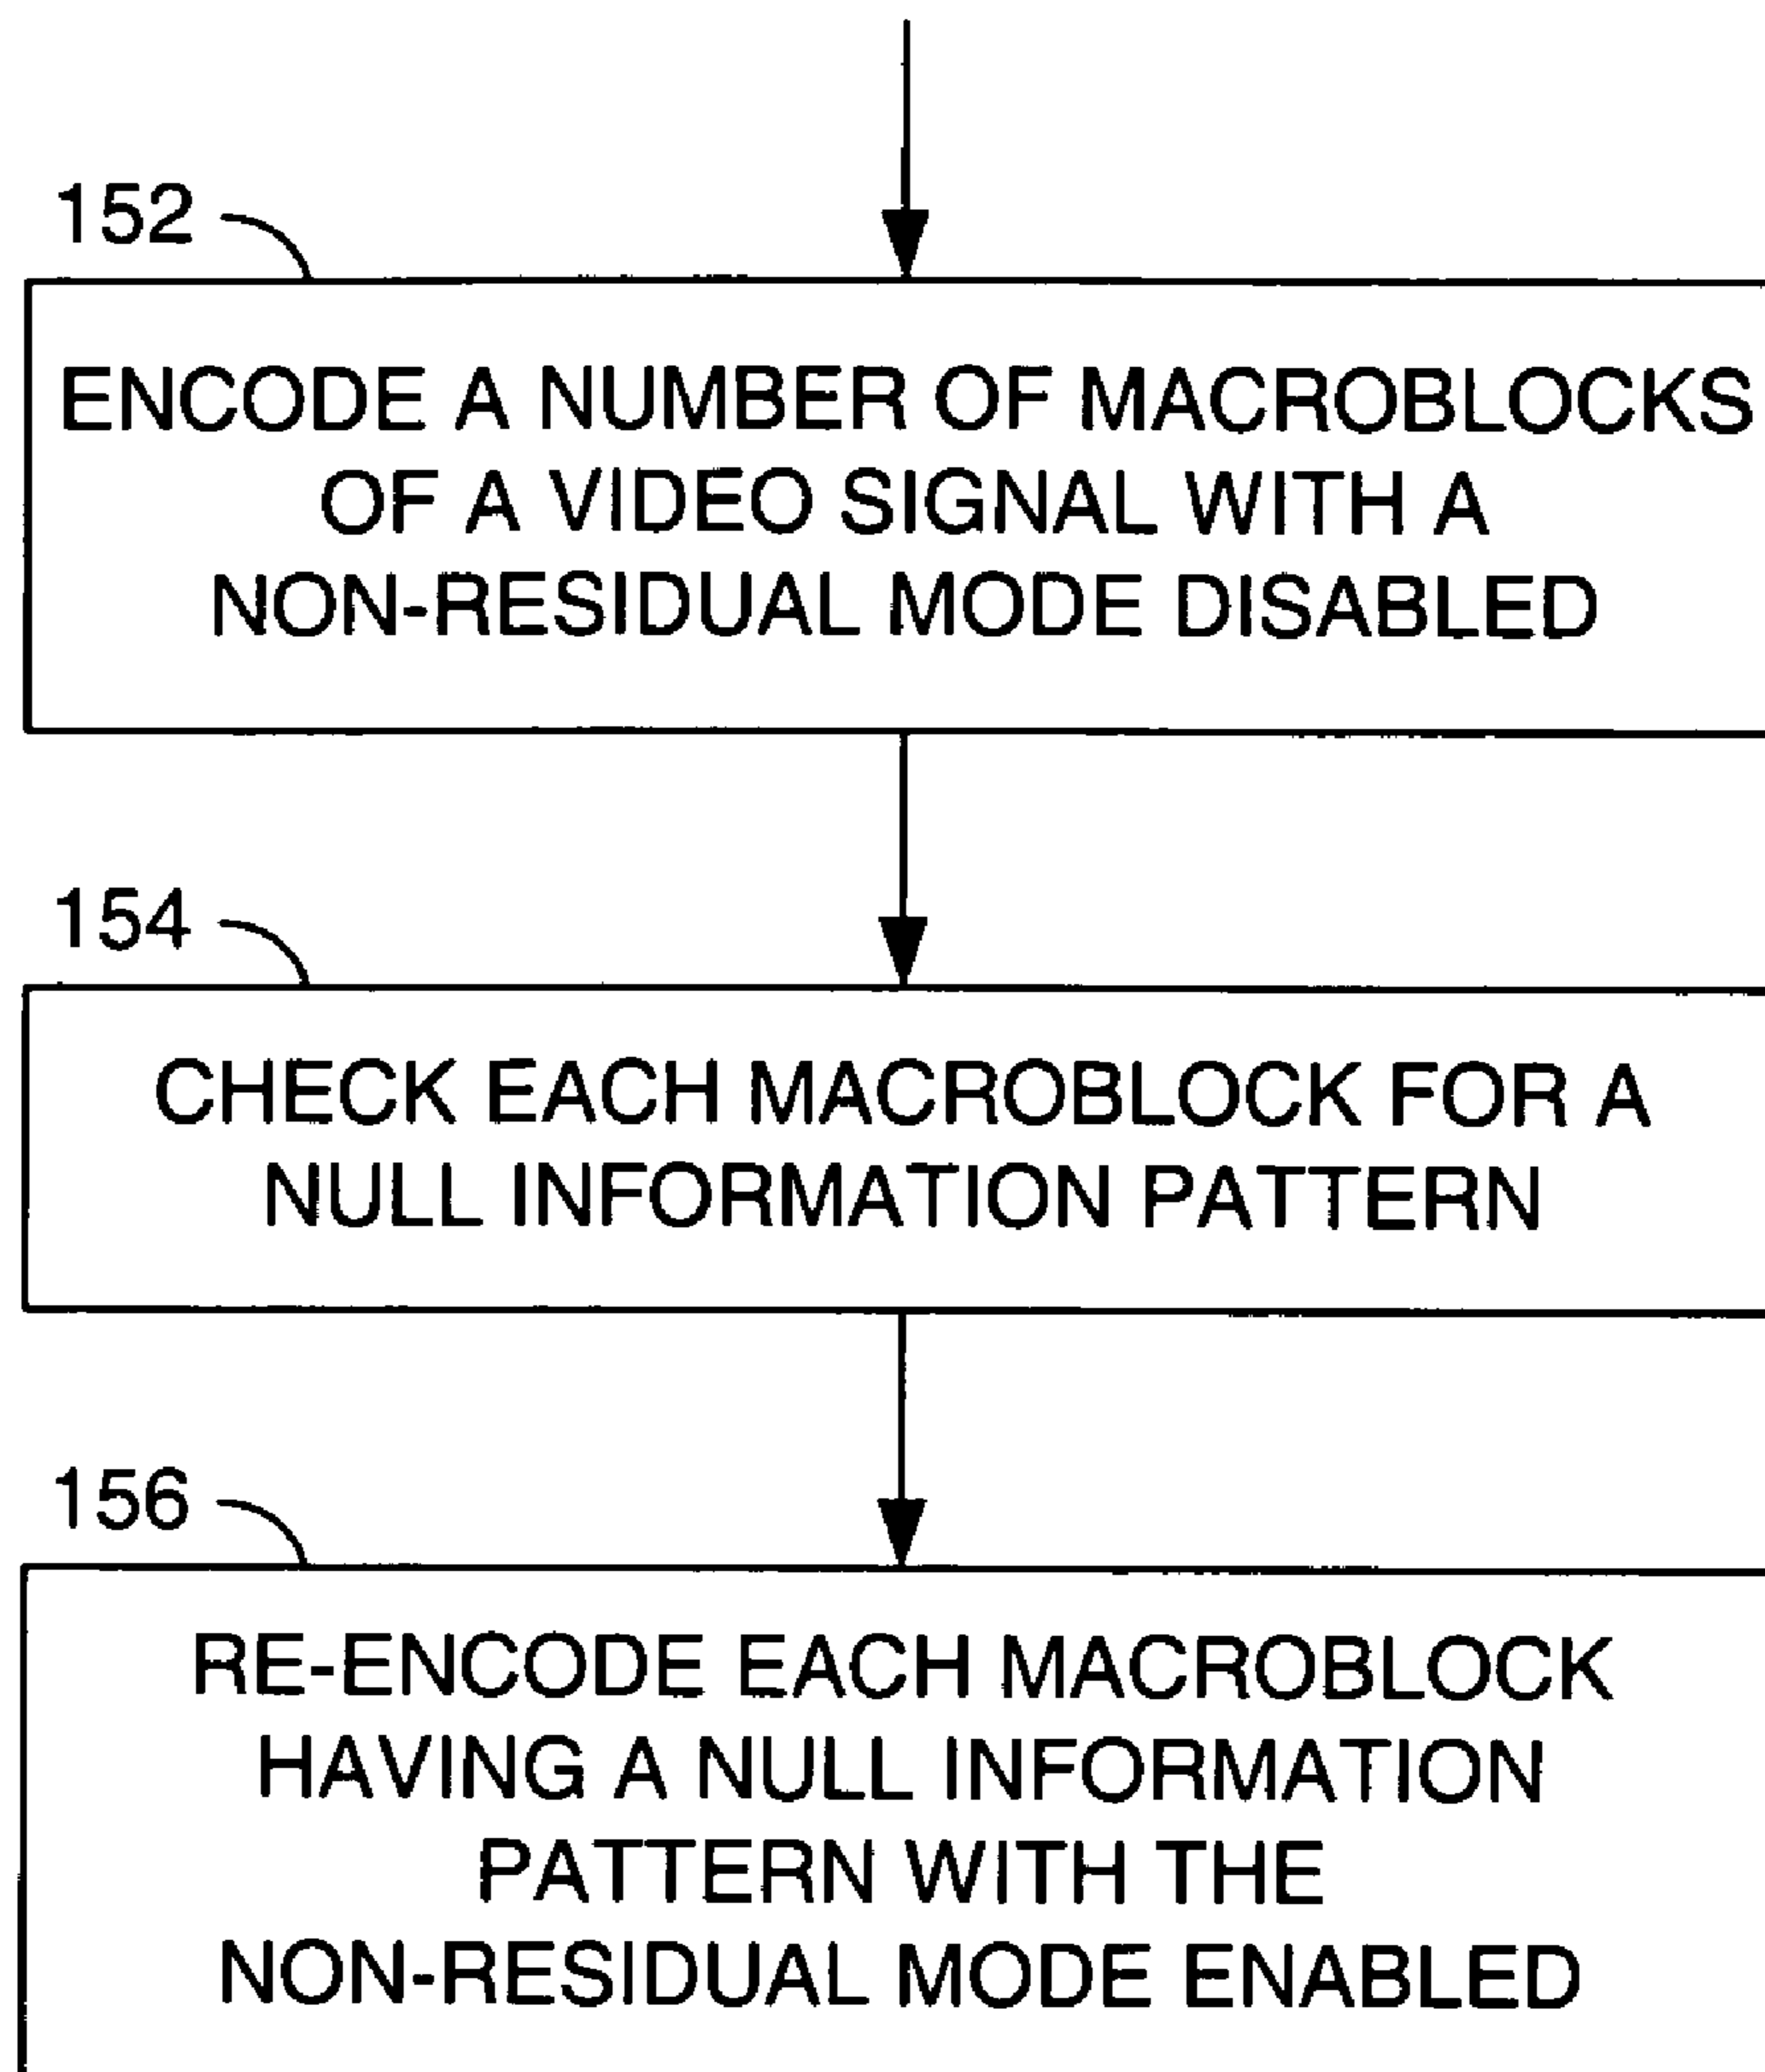 152
ENCODE A NUMBER OF MACROBLOCKS
OF A VIDEO SIGNAL WITH A
NON-RESIDUAL MODE DISABLED
154
CHECK EACH MACROBLOCK FOR A
NULL INFORMATION PATTERN
156
RE-ENCODE EACH MACROBLOCK
HAVING A NULL INFORMATION
PATTERN WITH THE
NON-RESIDUAL MODE ENABLED